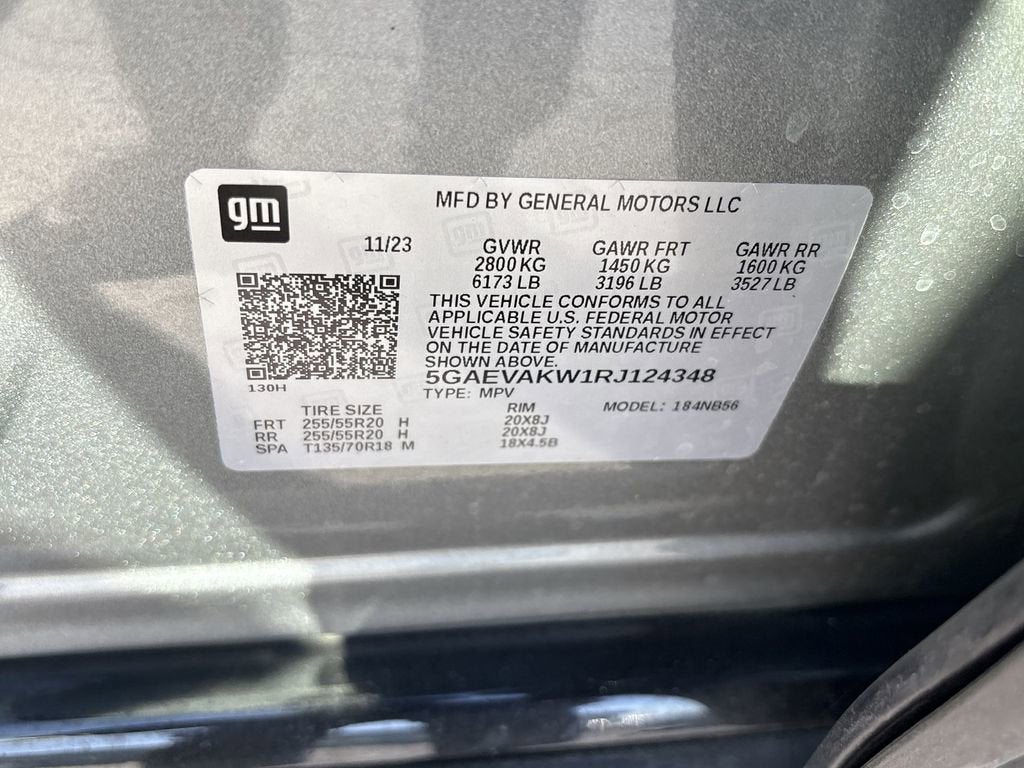 gm
MFD BY GENERAL MOTORS LLC
11/23 GVWR GAWR FRT GAWR RR
2800 KG 1450 KG 1600 KG
6173 LB 3196 LB 3527 LB
THIS VEHICLE CONFORMS TO ALL
APPLICABLE U.S. FEDERAL MOTOR
VEHICLE SAFETY STANDARDS IN EFFECT
ON THE DATE OF MANUFACTURE
SHOWN ABOVE.
5GAEVAKW1RJ124348
130H
TYPE: MPV MODEL: 184NB56
TIRE SIZE RIM
FRT 255/55R20 H 20X8J
RR 255/55R20 H 20X8J
SPA T135/70R18 M 18X4.5B